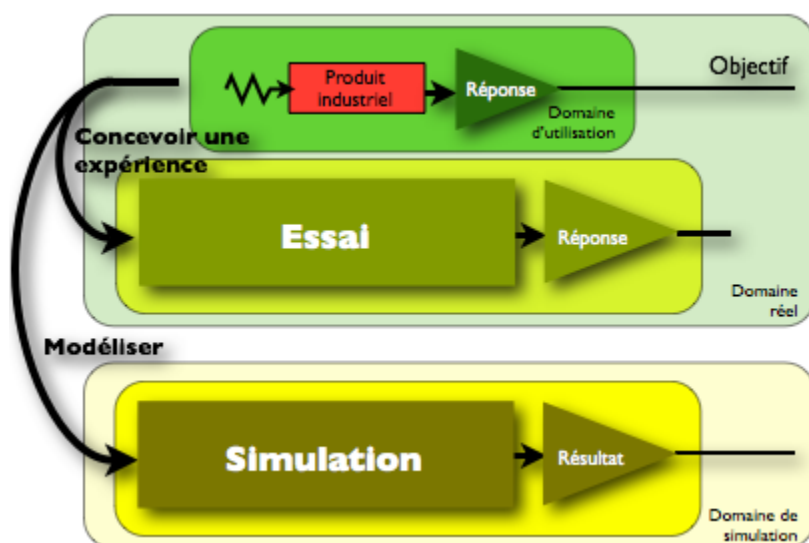 Produit
industriel
Réponse
Objectif
Domaine
d'utilisation
Concevoir une
expérience
Essai
Réponse
Domaine
réel
Modéliser
Simulation
Résultat
Domaine de
simulation